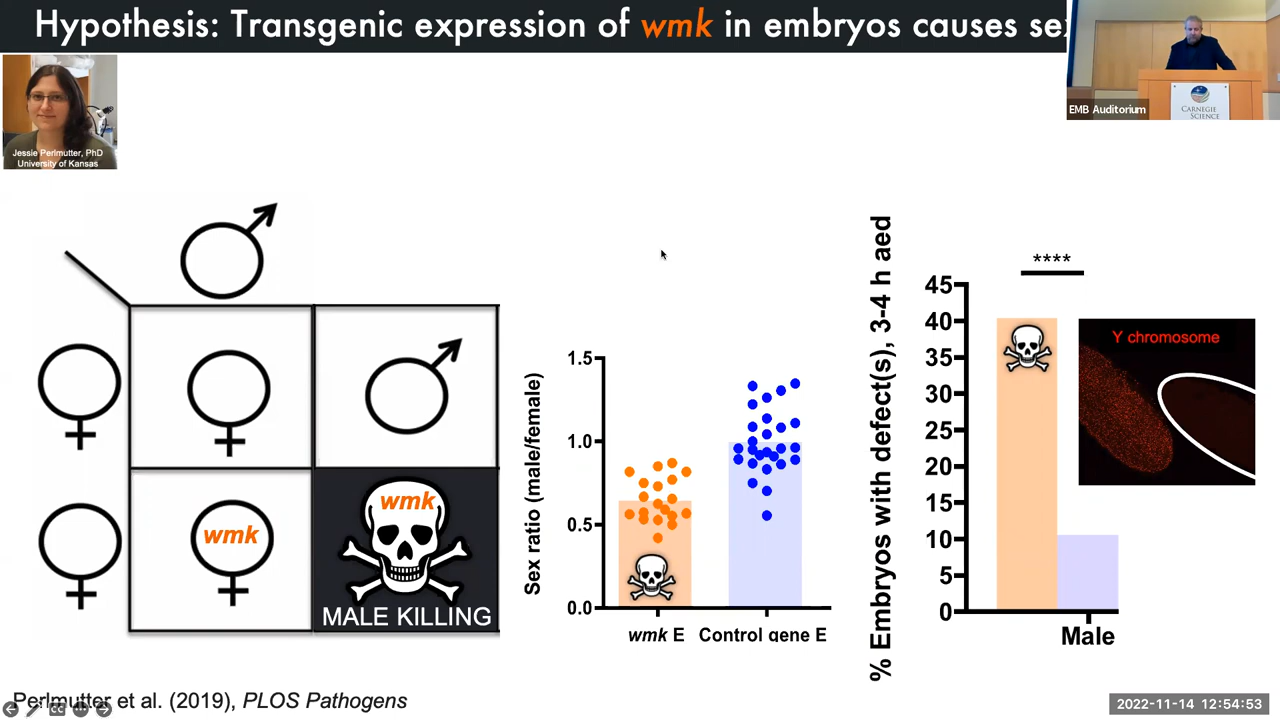 Hypothesis: Transgenic expression of wmk in embryos causes se
EMB Auditorium
CARNEGIE
SCIENCE
Jessie Perlmutter, PhD
University of Kansas
wmk
wmk
MALE KILLING
Sex ratio (male/female)
1.5
1.0
0.5
0.0
wmk E Control gene E
% Embryos with defect(s), 3-4 h aed
45
40
35
30
25
20
15
10
5
0
****
Y chromosome
Male
Perlmutter et al. (2019), PLOS Pathogens
CC
2022-11-14 12:54:53